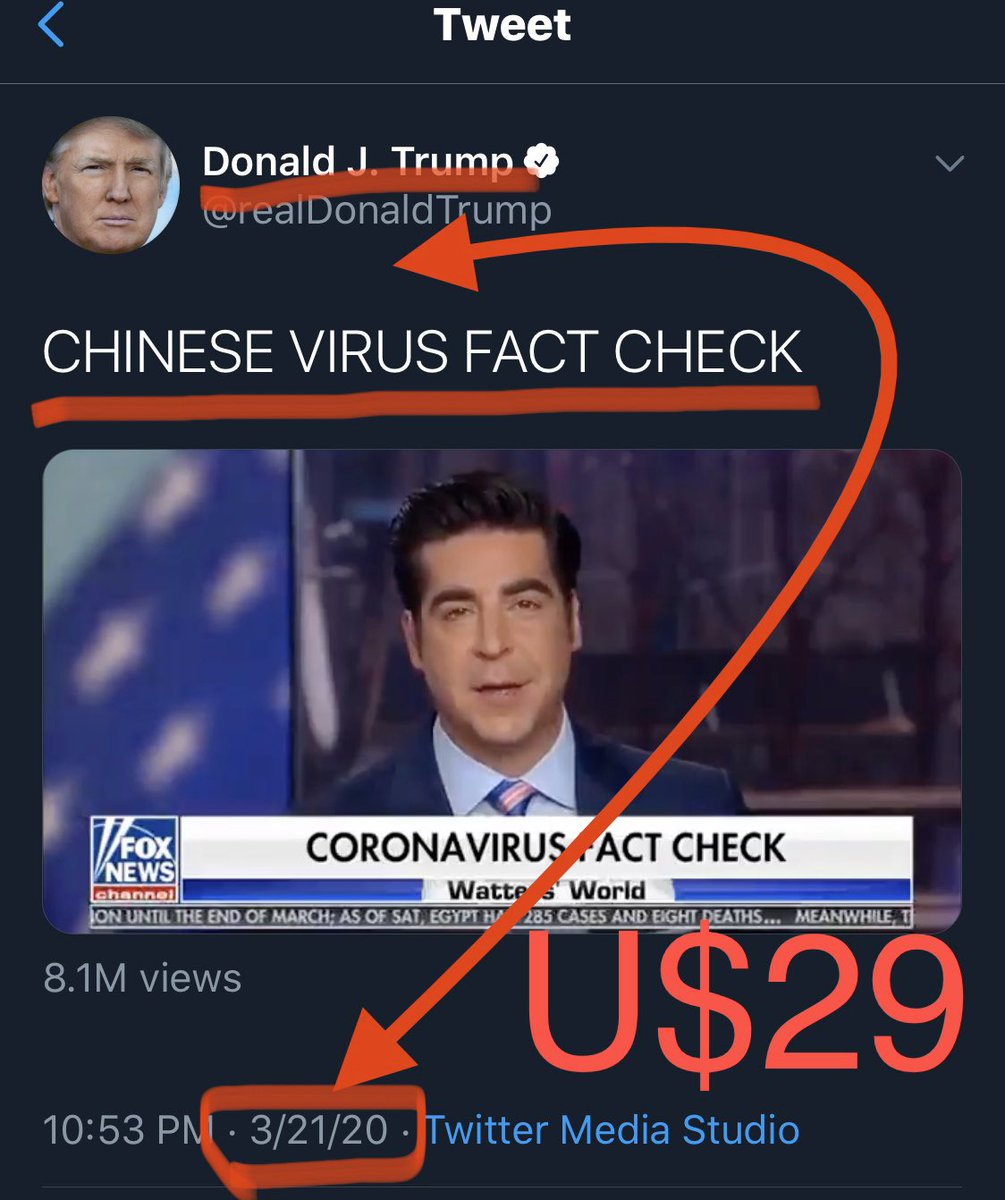 Tweet
Donald J. Trump
@realDonaldTrump
CHINESE VIRUS FACT CHECK
CORONAVIRUS FACT CHECK
FOX
NEWS
channel
Watters' World
ON UNTIL THE END OF MARCH; AS OF SAT, EGYPT HAS 285 CASES AND EIGHT DEATHS... MEANWHILE, T
8.1M views
U$29
10:53 PM · 3/21/20 · Twitter Media Studio